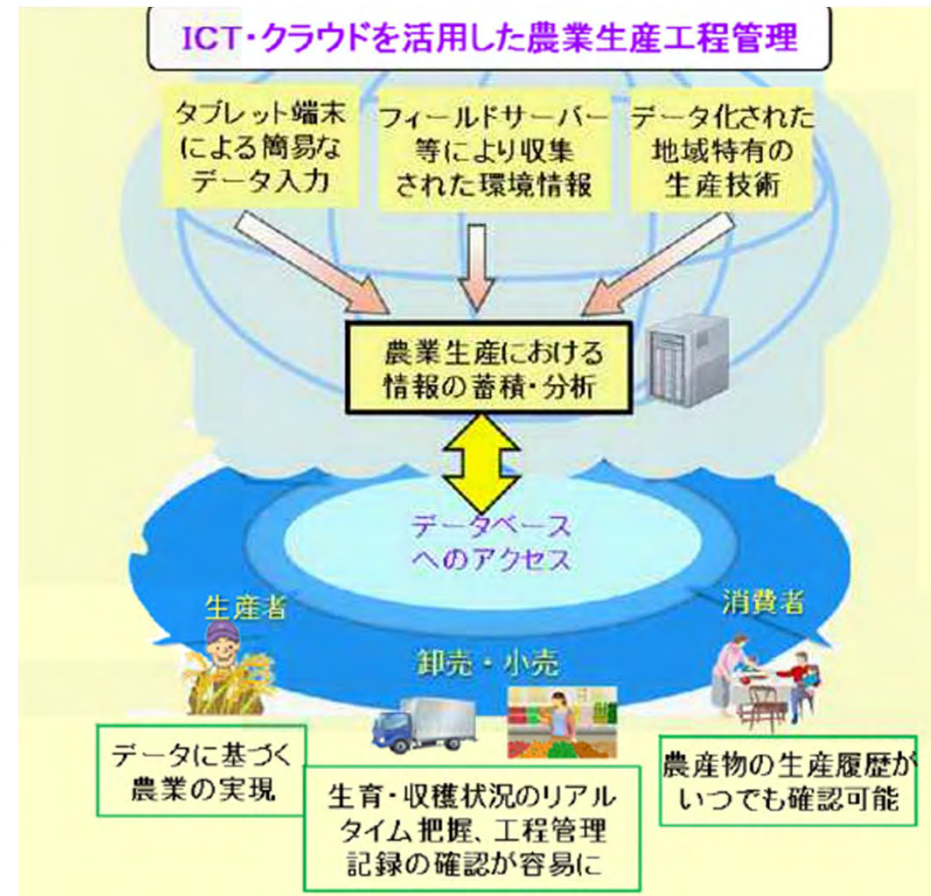 ICT・クラウドを活用した農業生産工程管理
タブレット端末
による簡易な
データ入力
フィールドサーバー
等により収集
された環境情報
データ化された
地域特有の
生産技術
農業生産における
情報の蓄積・分析
データベース
へのアクセス
生産者
卸売・小売
消費者
データに基づく
農業の実現
生育・収穫状況のリアル
タイム把握、工程管理
記録の確認が容易に
農産物の生産履歴が
いつでも確認可能